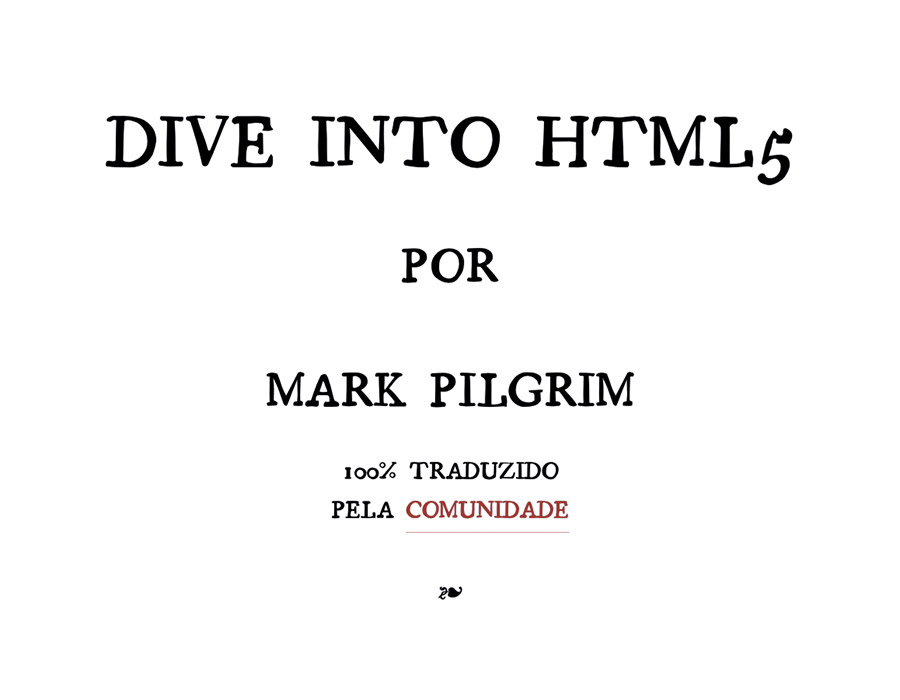 DIVE INTO HTML5
POR
MARK PILGRIM
100% TRADUZIDO
PELA COMUNIDADE
❧